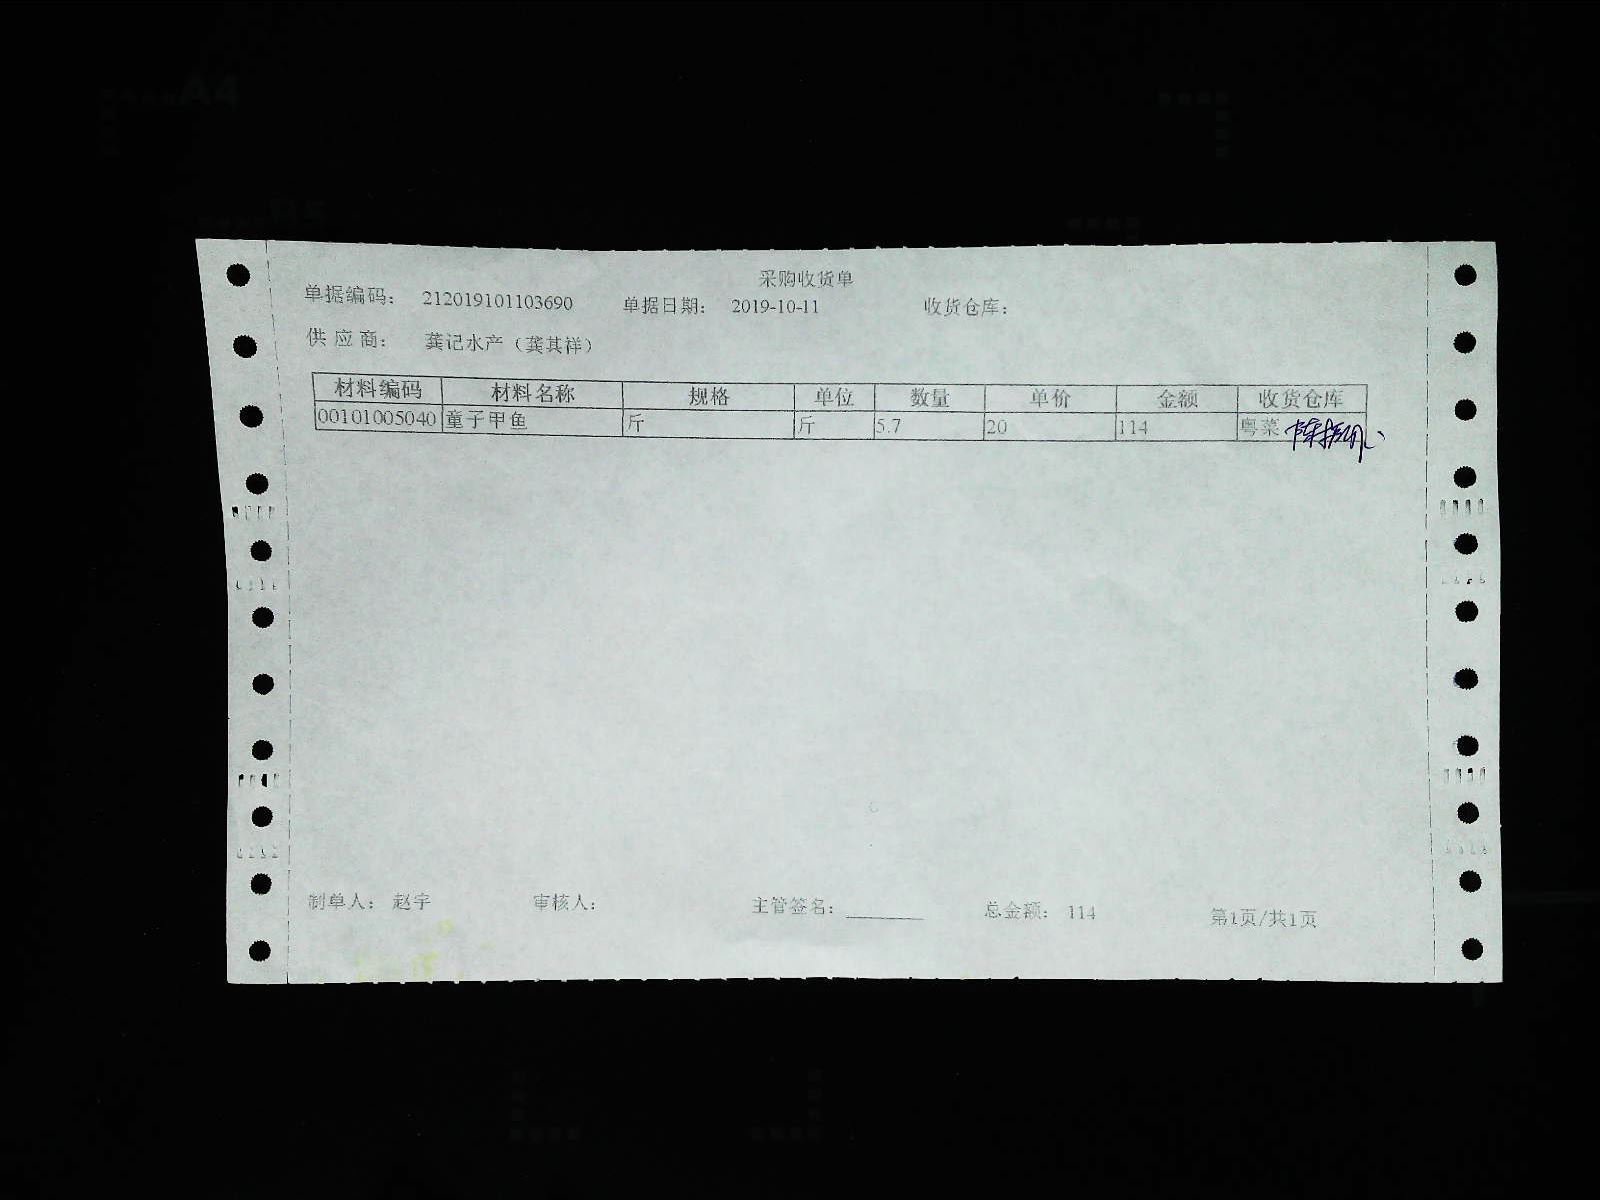 A4
B5
采购收货单
单据编码： 212019101103690 单据日期： 2019-10-11 收货仓库：
供 应 商： 龚记水产（龚其祥）
材料编码 材料名称 规格 单位 数量 单价 金额 收货仓库
00101005040 童子甲鱼 斤 斤 5.7 20 114 粤菜
制单人： 赵宇 审核人： 主管签名： 总金额： 114 第1页/共1页